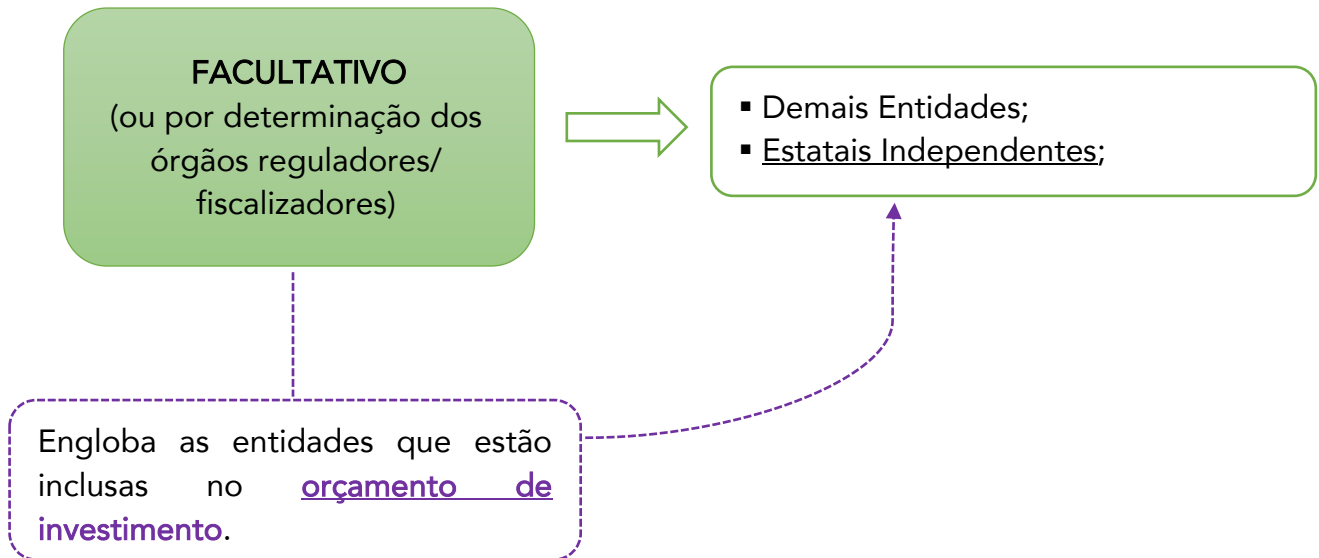 FACULTATIVO
(ou por determinação dos
órgãos reguladores/
fiscalizadores)
▪ Demais Entidades;
▪ Estatais Independentes;
Engloba as entidades que estão
inclusas no orçamento de
investimento.